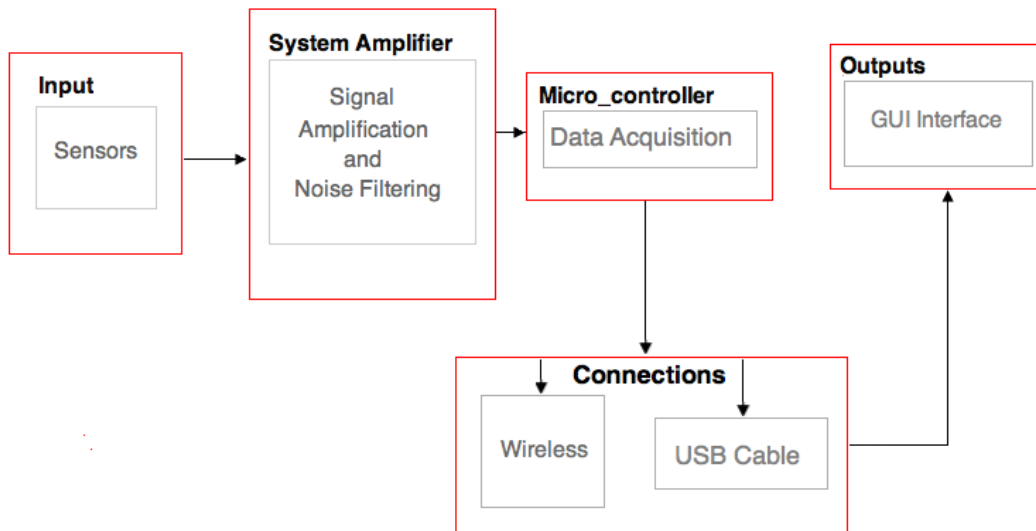 Input
Sensors
System Amplifier
Signal
Amplification
and
Noise Filtering
Micro_controller
Data Acquisition
Outputs
GUI Interface
Connections
Wireless
USB Cable